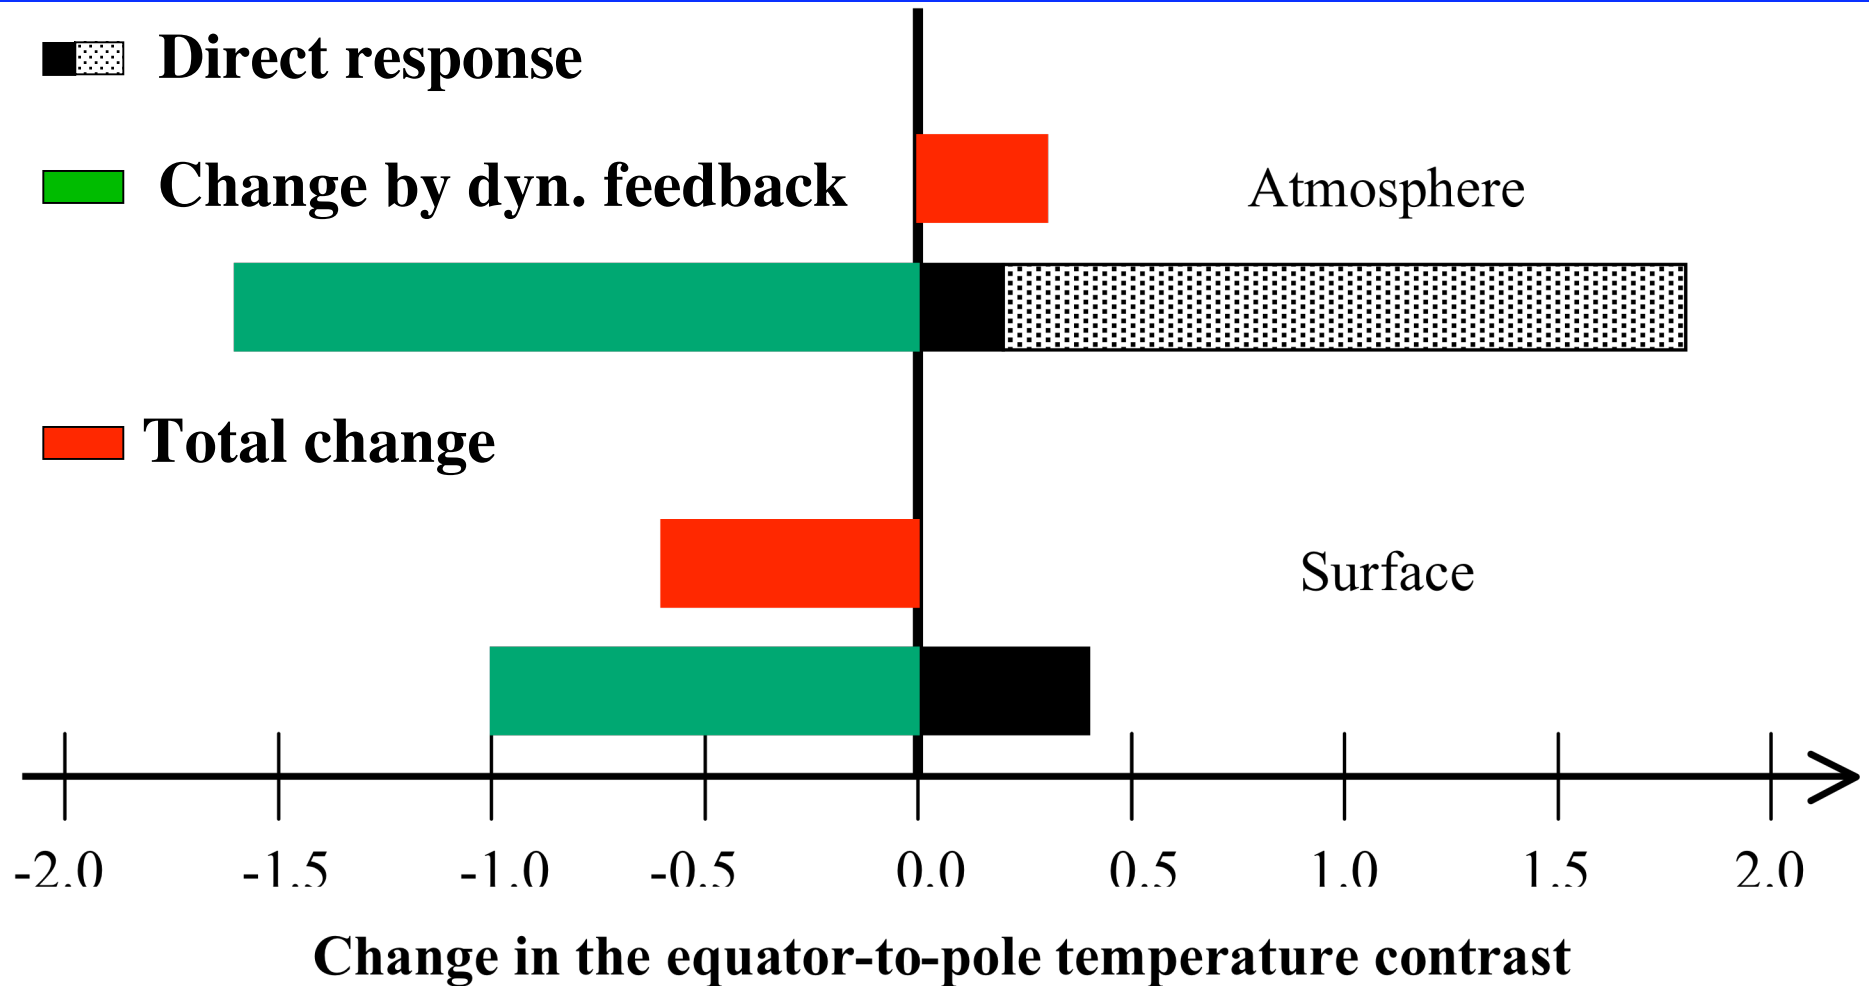 Direct response
Change by dyn. feedback
Atmosphere
Total change
Surface
-2.0 -1.5 -1.0 -0.5 0.0 0.5 1.0 1.5 2.0
Change in the equator-to-pole temperature contrast